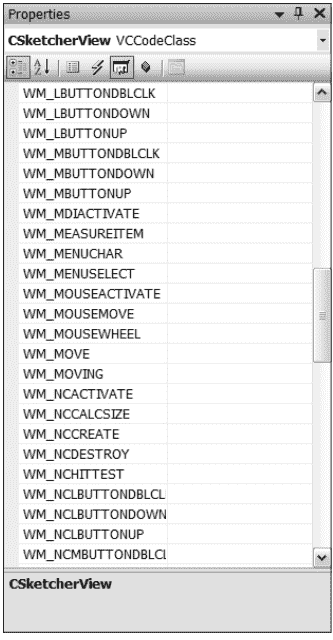 Properties
CSketcherView VCCodeClass
WM_LBUTTONDBLCLK
WM_LBUTTONDOWN
WM_LBUTTONUP
WM_MBUTTONDBLCLK
WM_MBUTTONDOWN
WM_MBUTTONUP
WM_MDIACTIVATE
WM_MEASUREITEM
WM_MENUCHAR
WM_MENUSELECT
WM_MOUSEACTIVATE
WM_MOUSEMOVE
WM_MOUSEWHEEL
WM_MOVE
WM_MOVING
WM_NCACTIVATE
WM_NCCALCSIZE
WM_NCCREATE
WM_NCDESTROY
WM_NCHITTEST
WM_NCLBUTTONDBLCL
WM_NCLBUTTONDOWN
WM_NCLBUTTONUP
WM_NCMBUTTONDBLCL
CSketcherView